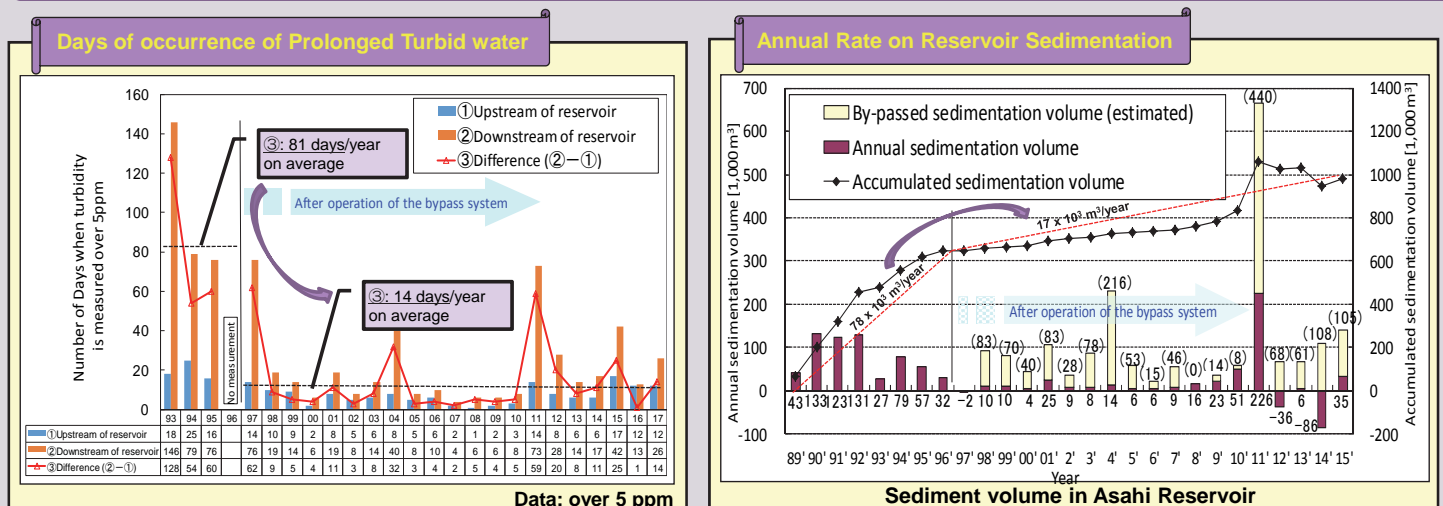 Days of occurrence of Prolonged Turbid water
Number of Days when turbidity
is measured over 5ppm
160
140
120
100
80
60
40
20
0
①Upstream of reservoir
②Downstream of reservoir
③Difference (②－①)
③: 81 days/year
on average
After operation of the bypass system
③: 14 days/year
on average
No measurement
93 94 95 96 97 98 99 00 01 02 03 04 05 06 07 08 09 10 11 12 13 14 15 16 17
①Upstream of reservoir 18 25 16 14 10 9 2 8 5 6 8 5 6 2 1 2 3 14 8 6 6 17 12 12
②Downstream of reservoir 146 79 76 76 19 14 6 19 8 14 40 8 10 4 6 6 8 73 28 14 17 42 13 26
③Difference (②－①) 128 54 60 62 9 5 4 11 3 8 32 3 4 2 5 4 5 59 20 8 11 25 1 14
Data: over 5 ppm
Annual Rate on Reservoir Sedimentation
Annual sedimentation volume [1,000 m³]
700
600
500
400
300
200
100
0
-100
By-passed sedimentation volume (estimated)
Annual sedimentation volume
Accumulated sedimentation volume
78 x 10³ m³/year
17 x 10³ m³/year
After operation of the bypass system
(83) (70) (40) (83) (28) (78) (216) (53) (15) (46) (0) (14) (8) (440) (68) (61) (108) (105)
43 133 123 131 27 79 57 32 −2 10 10 4 25 9 8 14 6 6 9 16 23 51 226 −36 6 −86 35
89' 90' 91' 92' 93' 94' 95' 96' 97' 98' 99' 00' 01' 2' 3' 4' 5' 6' 7' 8' 9' 10' 11' 12' 13' 14' 15'
Year
1400
1200
1000
800
600
400
200
0
-200
Accumulated sedimentation volume [1,000 m³]
Sediment volume in Asahi Reservoir